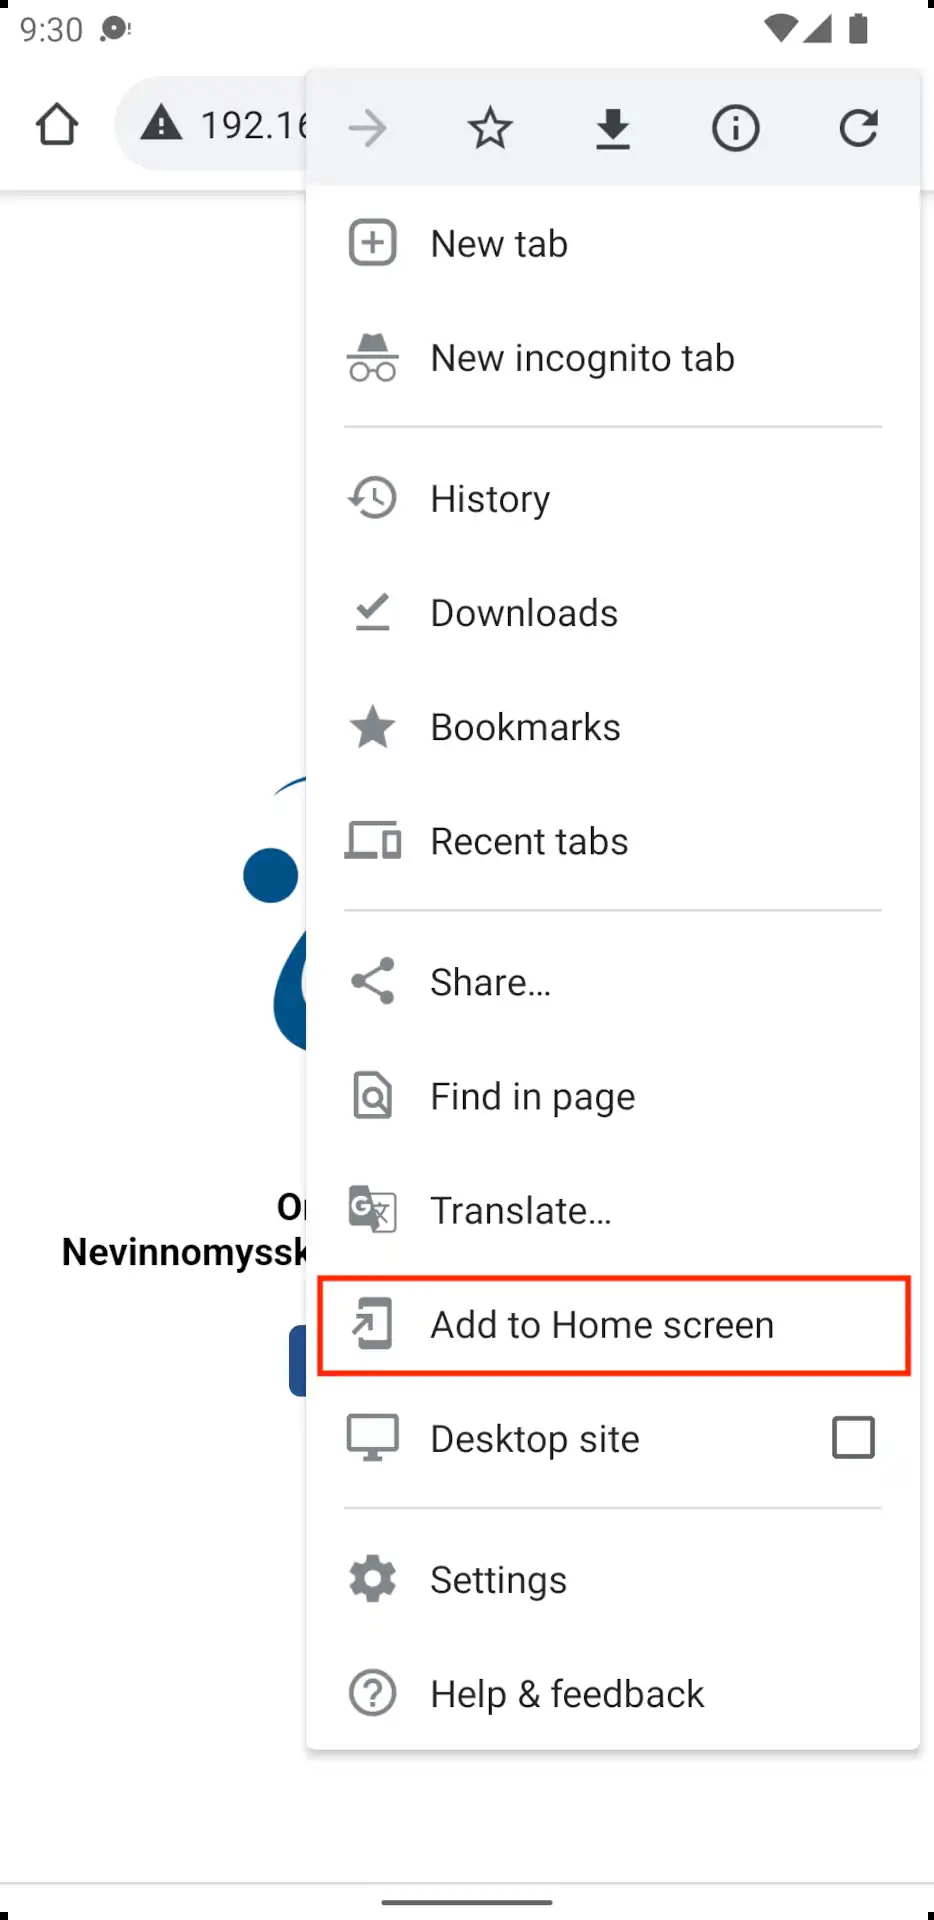 9:30
192.16
New tab
New incognito tab
History
Downloads
Bookmarks
Recent tabs
Share...
Find in page
Translate...
Nevinnomyssk
Add to Home screen
Desktop site
Settings
Help & feedback